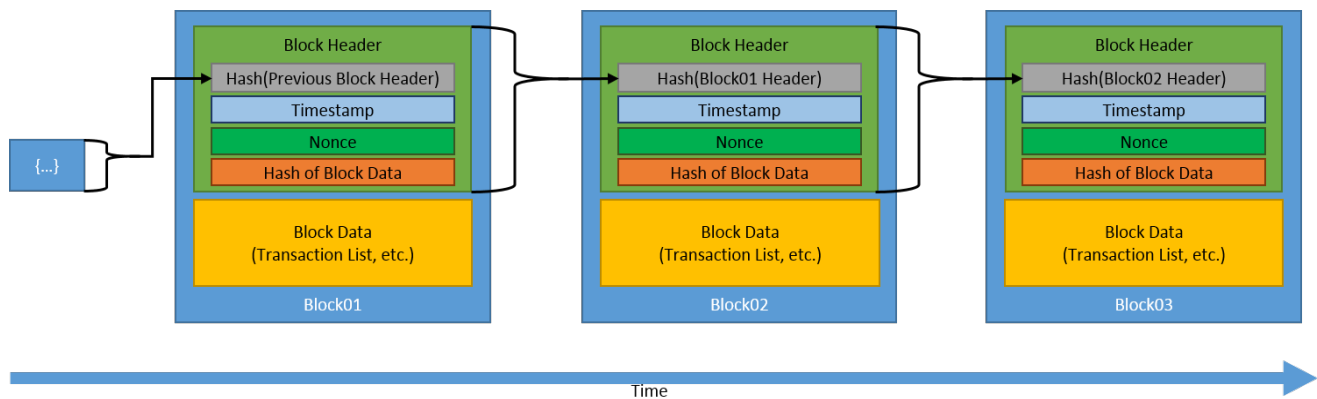 {...}
Block Header
Hash(Previous Block Header)
Timestamp
Nonce
Hash of Block Data
Block Data
(Transaction List, etc.)
Block01
Block Header
Hash(Block01 Header)
Timestamp
Nonce
Hash of Block Data
Block Data
(Transaction List, etc.)
Block02
Block Header
Hash(Block02 Header)
Timestamp
Nonce
Hash of Block Data
Block Data
(Transaction List, etc.)
Block03
Time